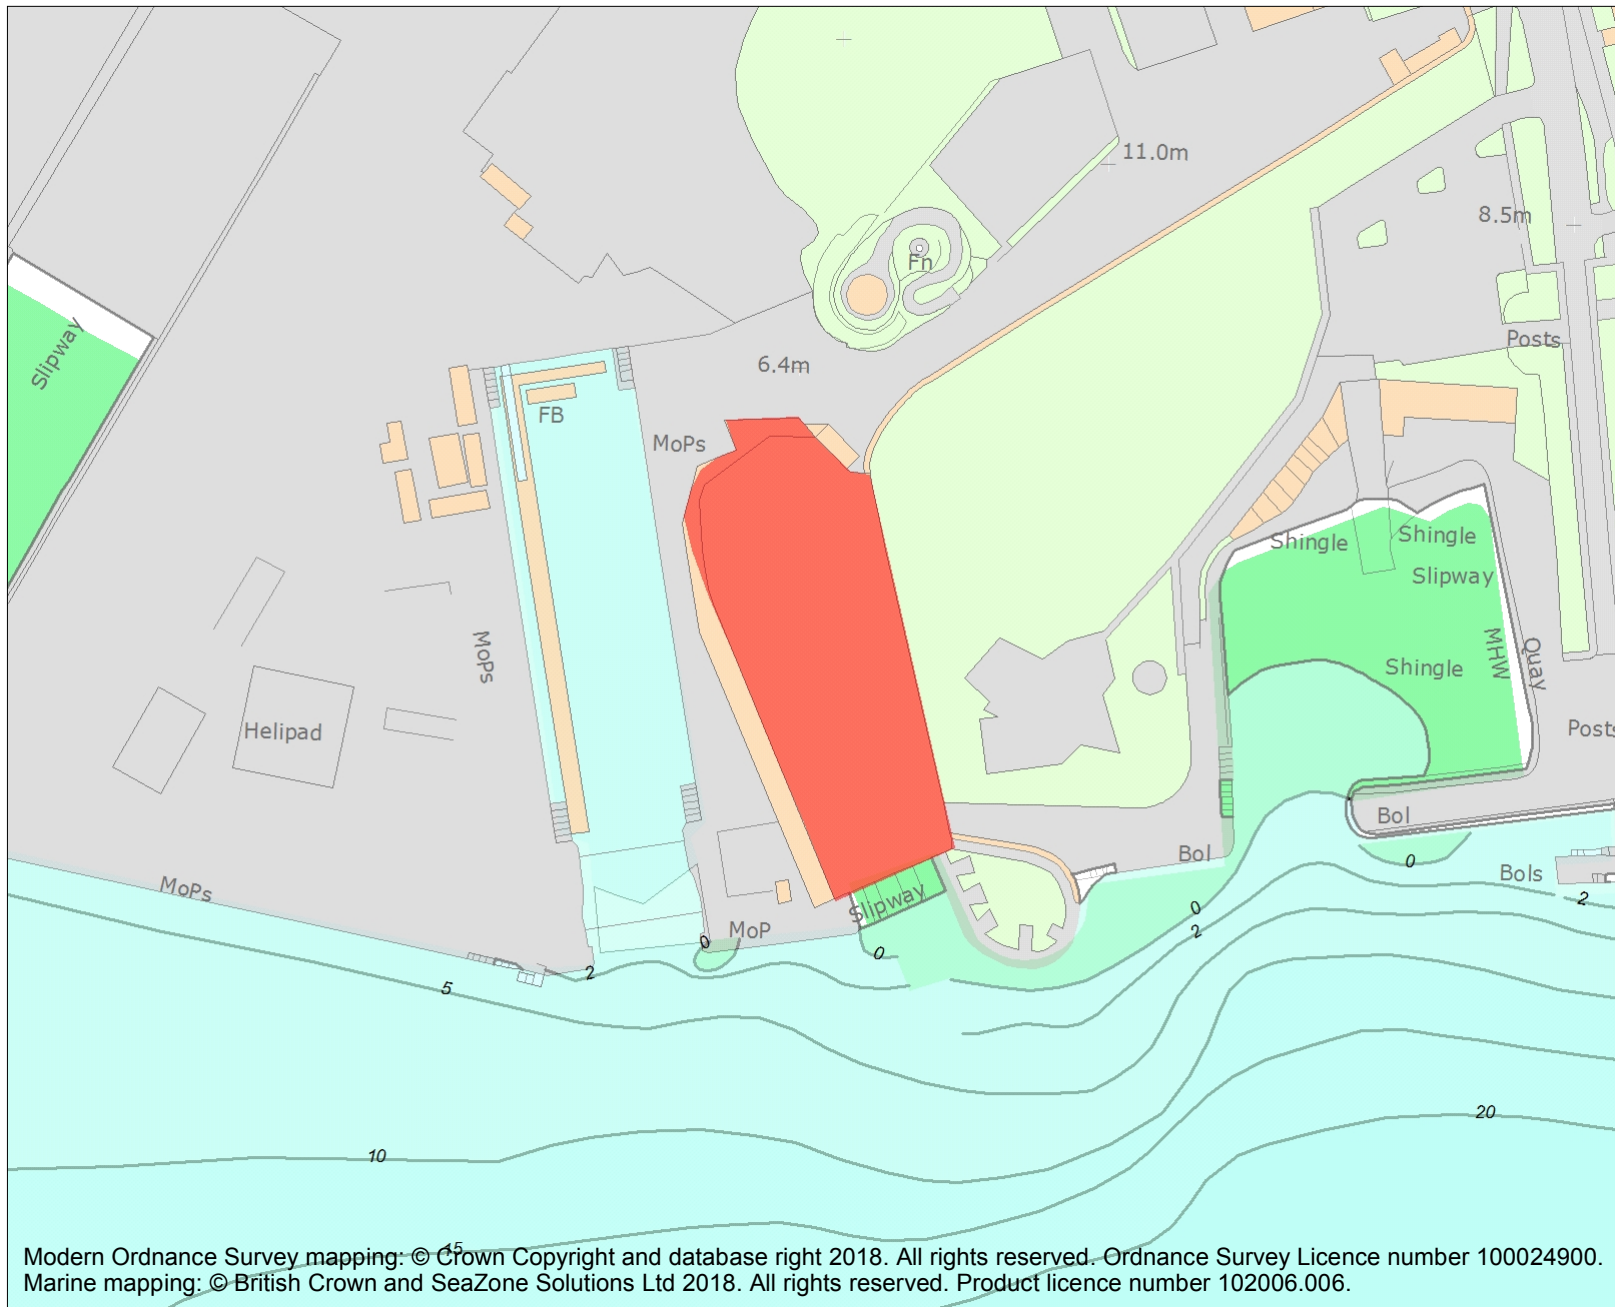 11.0m
8.5m
Fn
Slipway
Posts
6.4m
FB
MoPs
Shingle
Shingle
Slipway
MoPs
MHW
Quay
Shingle
Helipad
Posts
Bol
Bol
0
MoPs
Slipway
Bols
2
0
2
MoP
0
0
2
5
20
10
15
Modern Ordnance Survey mapping: © Crown Copyright and database right 2018. All rights reserved. Ordnance Survey Licence number 100024900.
Marine mapping: © British Crown and SeaZone Solutions Ltd 2018. All rights reserved. Product licence number 102006.006.